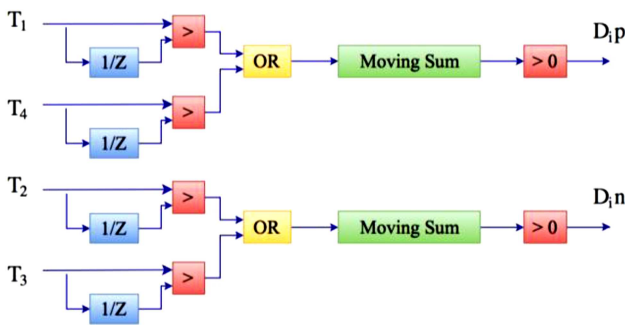 T1
>
1/Z
OR
Moving Sum
> 0
Dip
T4
>
1/Z
T2
>
1/Z
OR
Moving Sum
> 0
Din
T3
>
1/Z